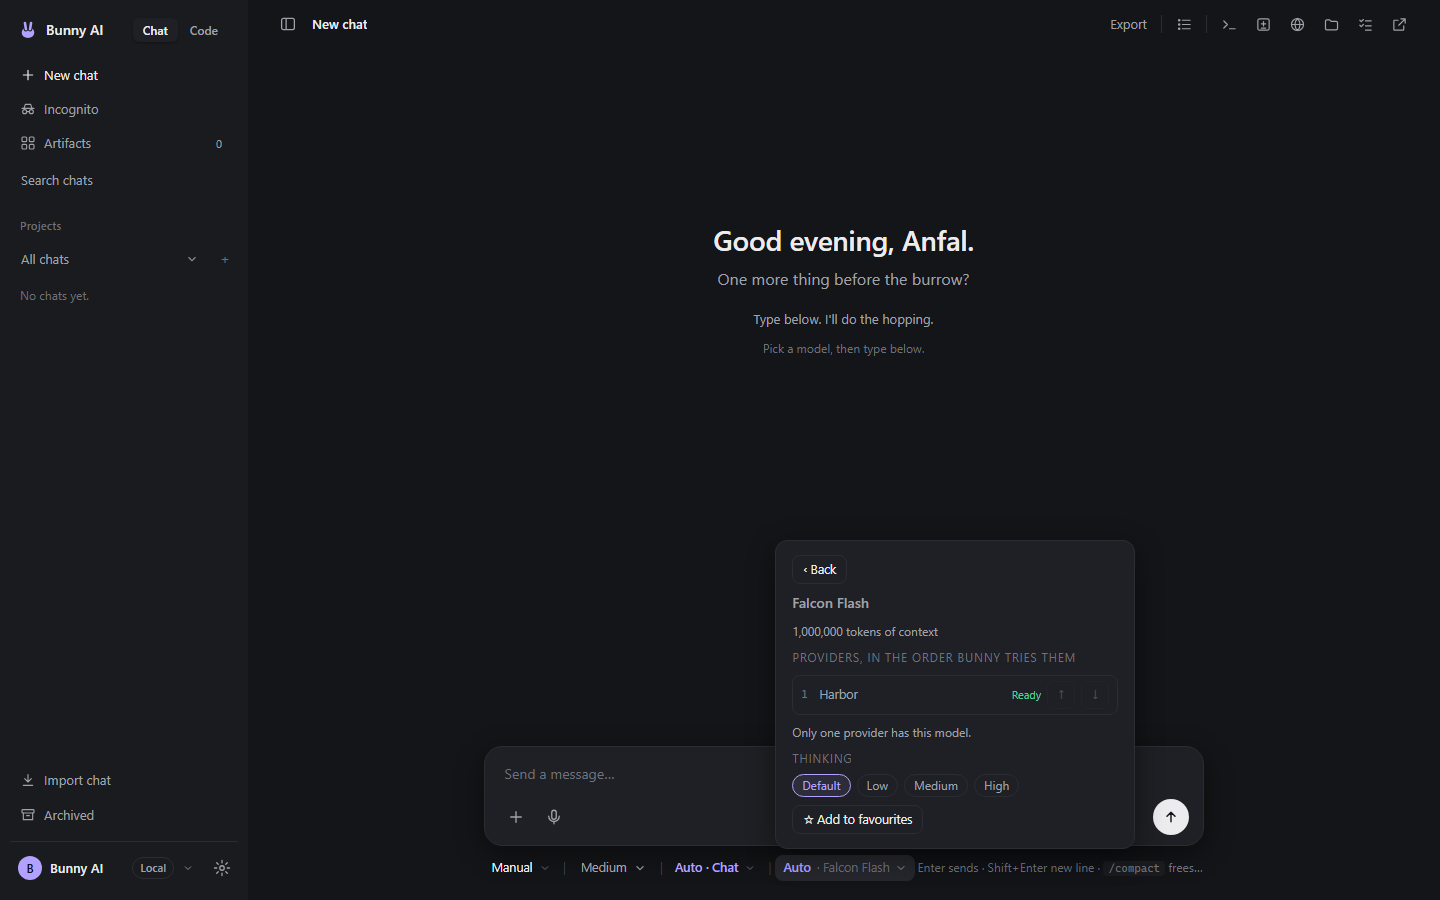 Bunny AI
Chat
Code
New chat
Incognito
Artifacts
0
Search chats
Projects
All chats
+
No chats yet.
Import chat
Archived
B
Bunny AI
Local
New chat
Export
Good evening, Anfal.
One more thing before the burrow?
Type below. I'll do the hopping.
Pick a model, then type below.
‹ Back
Falcon Flash
1,000,000 tokens of context
PROVIDERS, IN THE ORDER BUNNY TRIES THEM
1 Harbor Ready ↑ ↓
Only one provider has this model.
THINKING
Default Low Medium High
☆ Add to favourites
Send a message...
Manual
Medium
Auto · Chat
Auto · Falcon Flash
Enter sends · Shift+Enter new line · /compact frees...